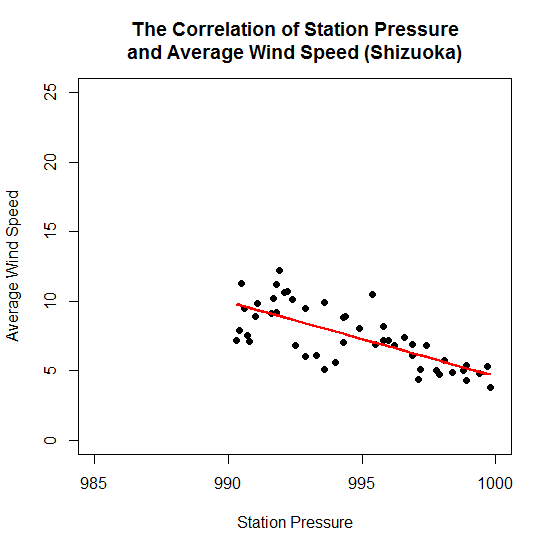 The Correlation of Station Pressure
and Average Wind Speed (Shizuoka)
Average Wind Speed
25
20
15
10
5
0
985 990 995 1000
Station Pressure